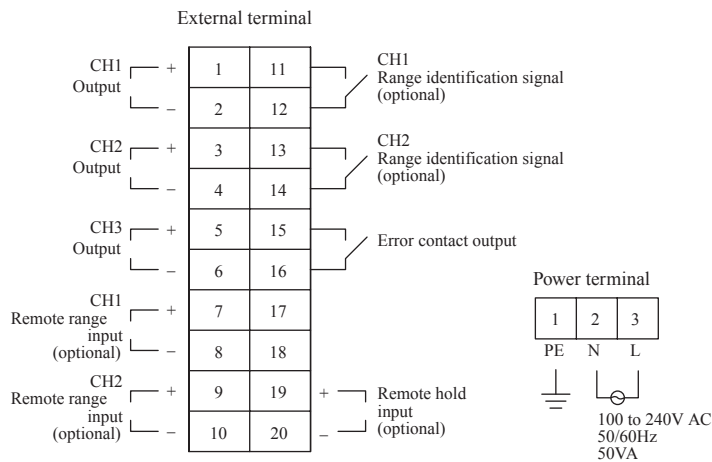 External terminal
CH1
Output
+
−
1
11
2
12
CH1
Range identification signal
(optional)
CH2
Output
+
−
3
13
4
14
CH2
Range identification signal
(optional)
CH3
Output
+
−
5
15
6
16
Error contact output
CH1
Remote range
input
(optional)
+
−
7
17
8
18
CH2
Remote range
input
(optional)
+
−
9
19
10
20
+
−
Remote hold
input
(optional)
Power terminal
1
2
3
PE
N
L
100 to 240V AC
50/60Hz
50VA